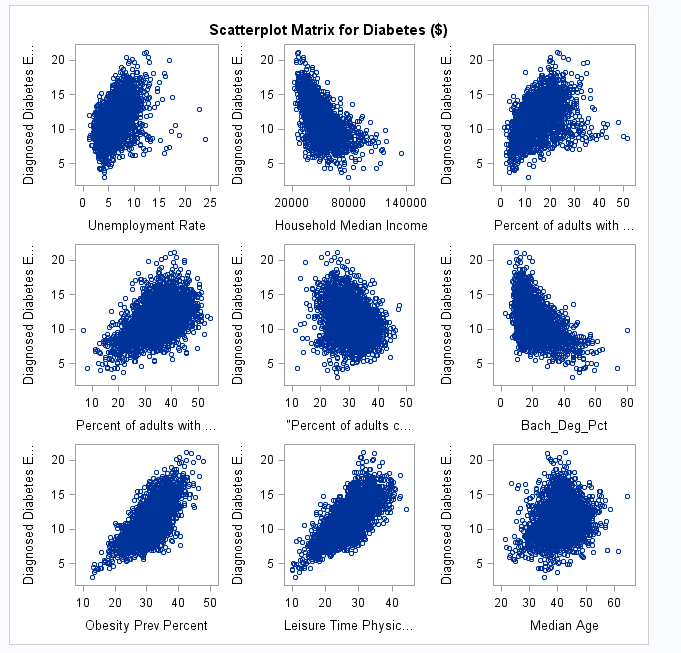 Scatterplot Matrix for Diabetes ($)
Diagnosed Diabetes E...
20
15
10
5
0 5 10 15 20 25
Unemployment Rate
Diagnosed Diabetes E...
20
15
10
5
20000 80000 140000
Household Median Income
Diagnosed Diabetes E...
20
15
10
5
0 10 20 30 40 50
Percent of adults with ...
Diagnosed Diabetes E...
20
15
10
5
10 20 30 40 50
Percent of adults with ...
Diagnosed Diabetes E...
20
15
10
5
10 20 30 40 50
"Percent of adults c...
Diagnosed Diabetes E...
20
15
10
5
0 20 40 60 80
Bach_Deg_Pct
Diagnosed Diabetes E...
20
15
10
5
10 20 30 40 50
Obesity Prev Percent
Diagnosed Diabetes E...
20
15
10
5
10 20 30 40
Leisure Time Physic...
Diagnosed Diabetes E...
20
15
10
5
20 30 40 50 60
Median Age